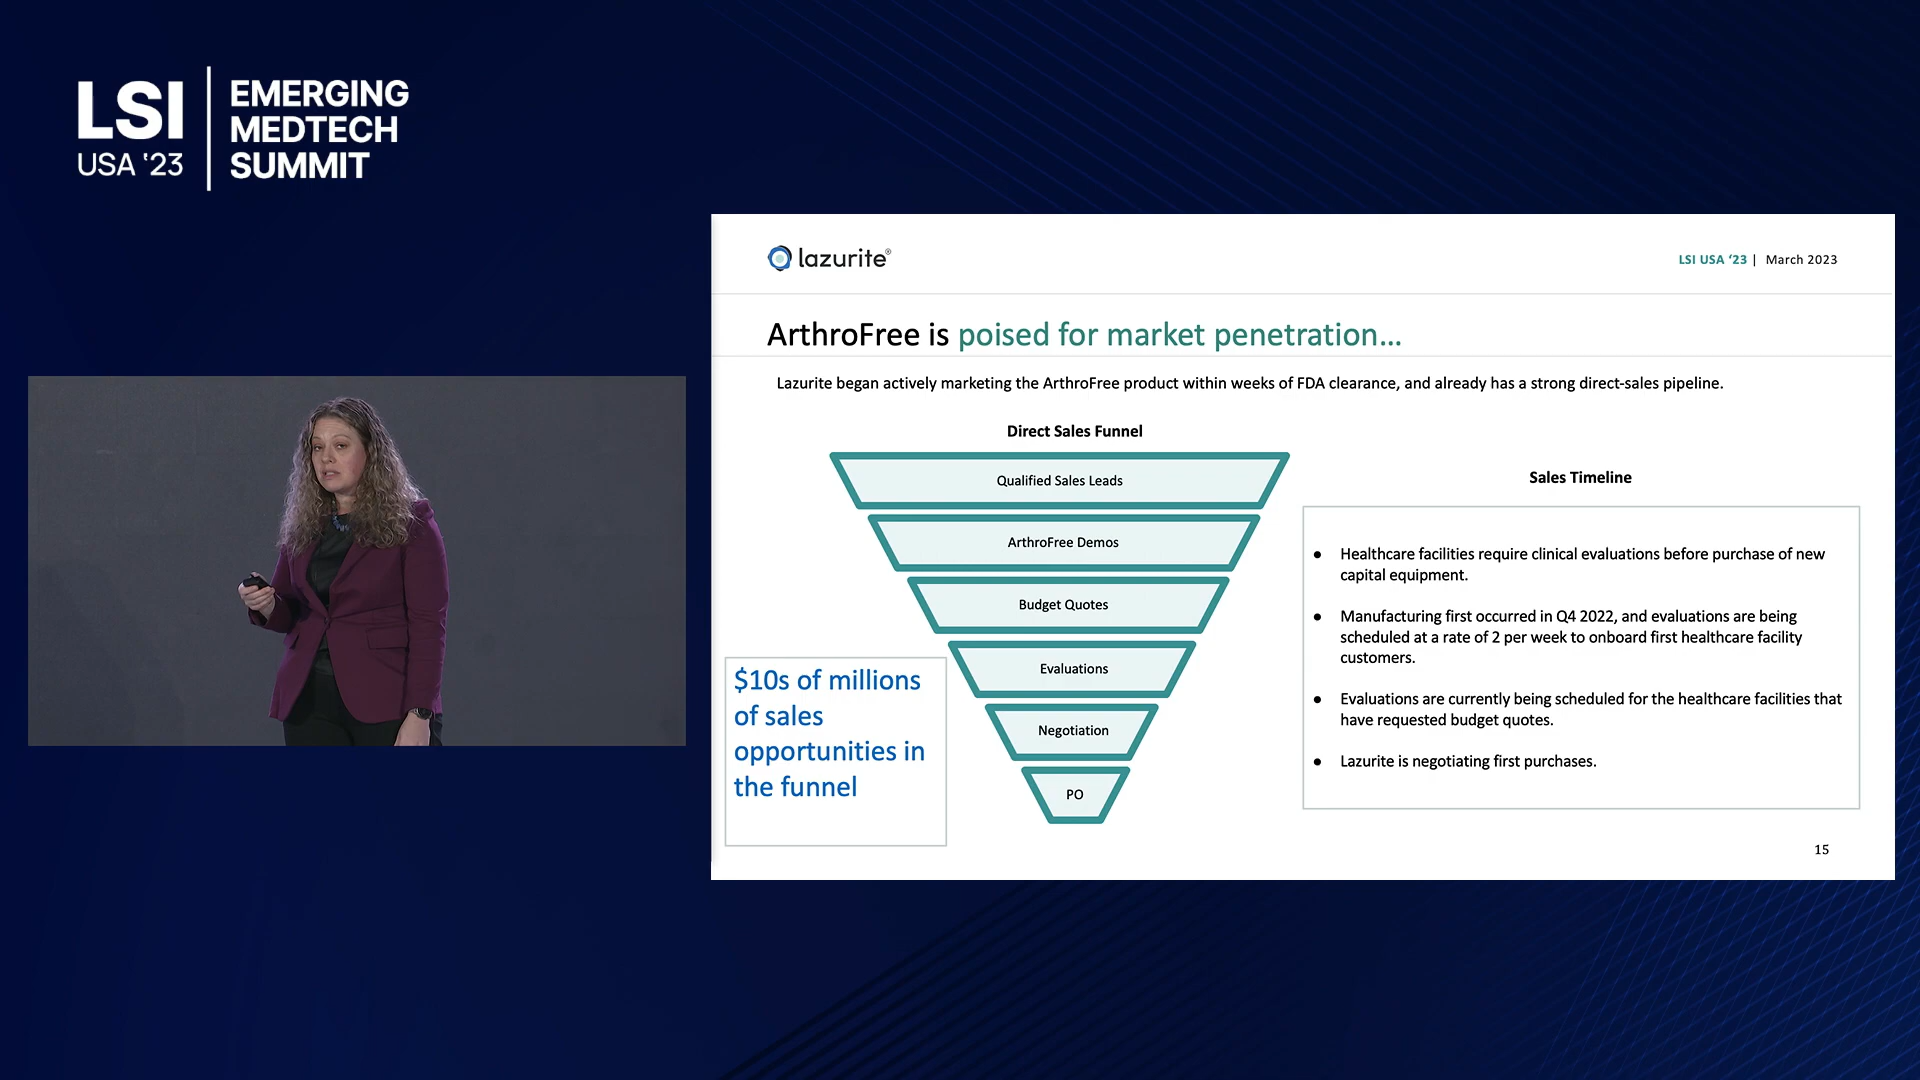 LSI
USA ‘23
EMERGING
MEDTECH
SUMMIT
lazurite®
LSI USA ‘23 | March 2023
ArthroFree is poised for market penetration...
Lazurite began actively marketing the ArthroFree product within weeks of FDA clearance, and already has a strong direct-sales pipeline.
Direct Sales Funnel
Qualified Sales Leads
ArthroFree Demos
Budget Quotes
Evaluations
Negotiation
PO
$10s of millions
of sales
opportunities in
the funnel
Sales Timeline
● Healthcare facilities require clinical evaluations before purchase of new
capital equipment.
● Manufacturing first occurred in Q4 2022, and evaluations are being
scheduled at a rate of 2 per week to onboard first healthcare facility
customers.
● Evaluations are currently being scheduled for the healthcare facilities that
have requested budget quotes.
● Lazurite is negotiating first purchases.
15